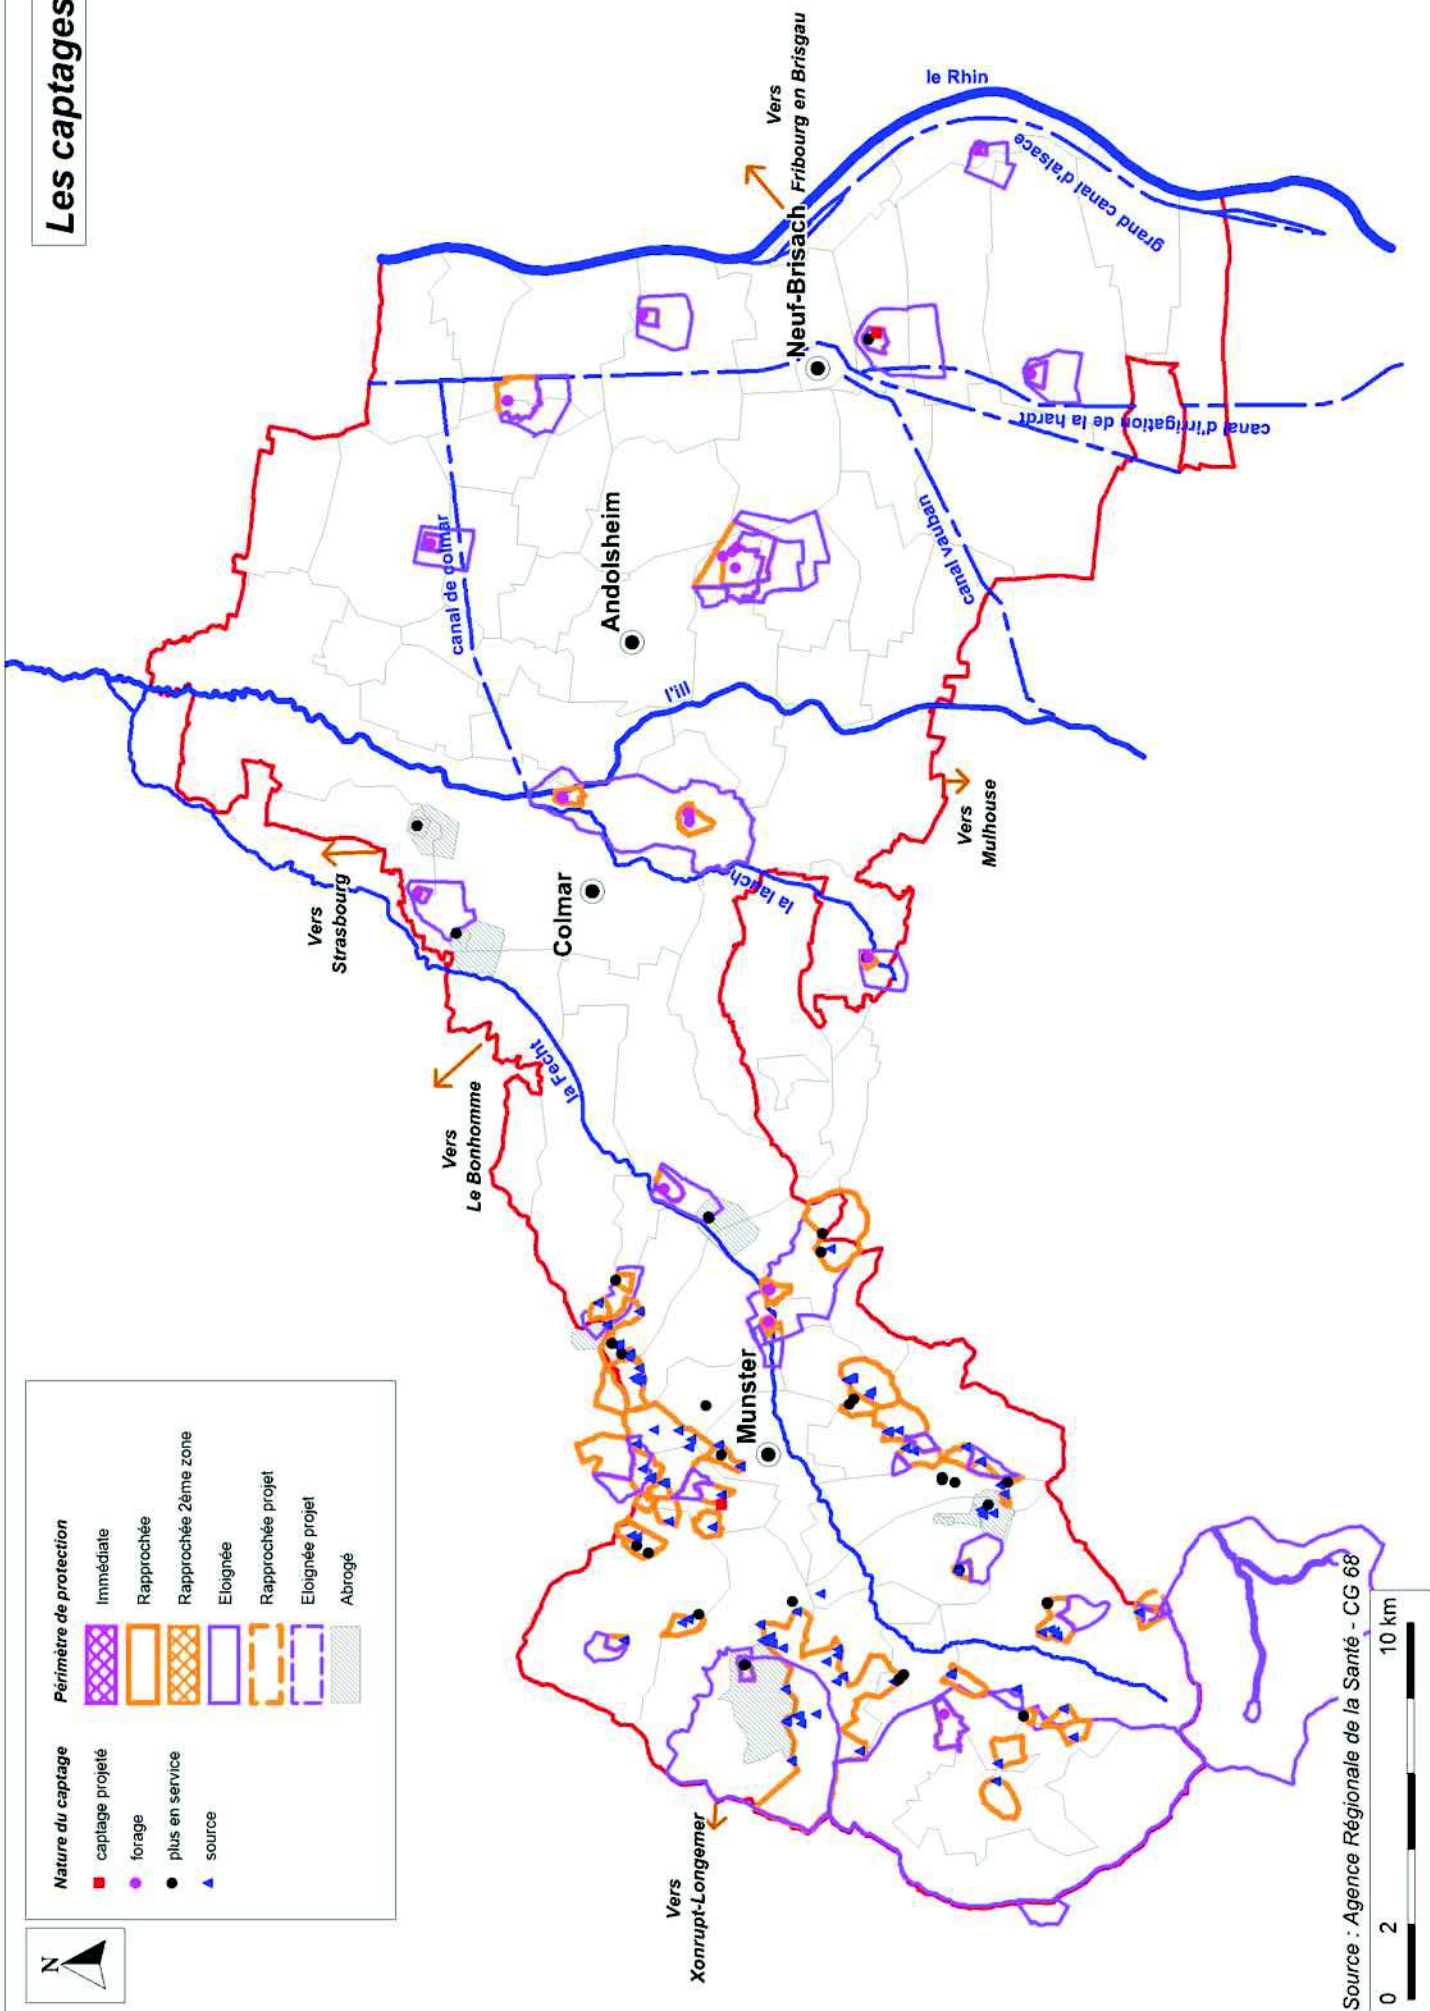 Les captages
N
Nature du captage
captage projeté
forage
plus en service
source
Périmètre de protection
Immédiate
Rapprochée
Rapprochée 2ème zone
Eloignée
Rapprochée projet
Eloignée projet
Abrogé
Vers
Strasbourg
Vers
Le Bonhomme
Vers
Xonrupt-Longemer
Vers
Mulhouse
Vers
Fribourg en Brisgau
le Rhin
grand canal d'alsace
Neuf-Brisach
canal d'irrigation de la hardt
canal vauban
canal de colmar
Andolsheim
l'ill
Colmar
la lauch
la Fecht
Munster
Source : Agence Régionale de la Santé - CG 68
0 2 10 km